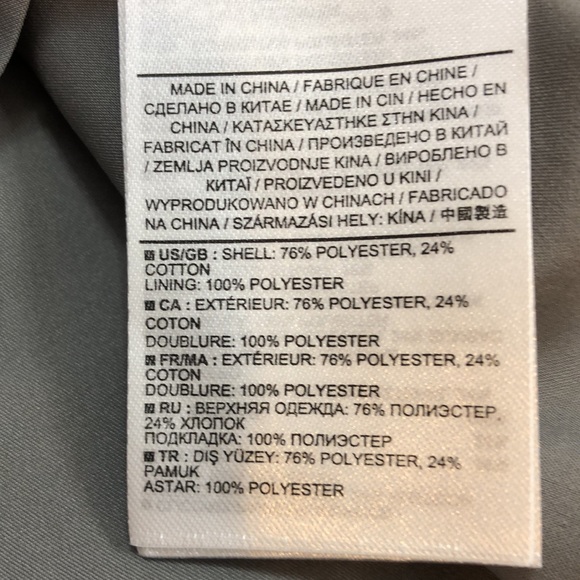 MADE IN CHINA / FABRIQUE EN CHINE /
СДЕЛАНО В КИТАЕ / MADE IN CIN / HECHO EN
CHINA / ΚΑΤΑΣΚΕΥΑΣΤΗΚΕ ΣΤΗΝ ΚΙΝΑ /
FABRICAT ÎN CHINA / ПРОИЗВЕДЕНО В КИТАЙ
/ ZEMLJA PROIZVODNJE KINA / ВИРОБЛЕНО В
КИТАЇ / PROIZVEDENO U KINI /
WYPRODUKOWANO W CHINACH / FABRICADO
NA CHINA / SZÁRMAZÁSI HELY: KÍNA / 中國製造
US/GB : SHELL: 76% POLYESTER, 24%
COTTON
LINING: 100% POLYESTER
CA : EXTÉRIEUR: 76% POLYESTER, 24%
COTON
DOUBLURE: 100% POLYESTER
FR/MA : EXTÉRIEUR: 76% POLYESTER, 24%
COTON
DOUBLURE: 100% POLYESTER
RU : ВЕРХНЯЯ ОДЕЖДА: 76% ПОЛИЭСТЕР,
24% ХЛОПОК
ПОДКЛАДКА: 100% ПОЛИЭСТЕР
TR : DIŞ YÜZEY: 76% POLYESTER, 24%
PAMUK
ASTAR: 100% POLYESTER